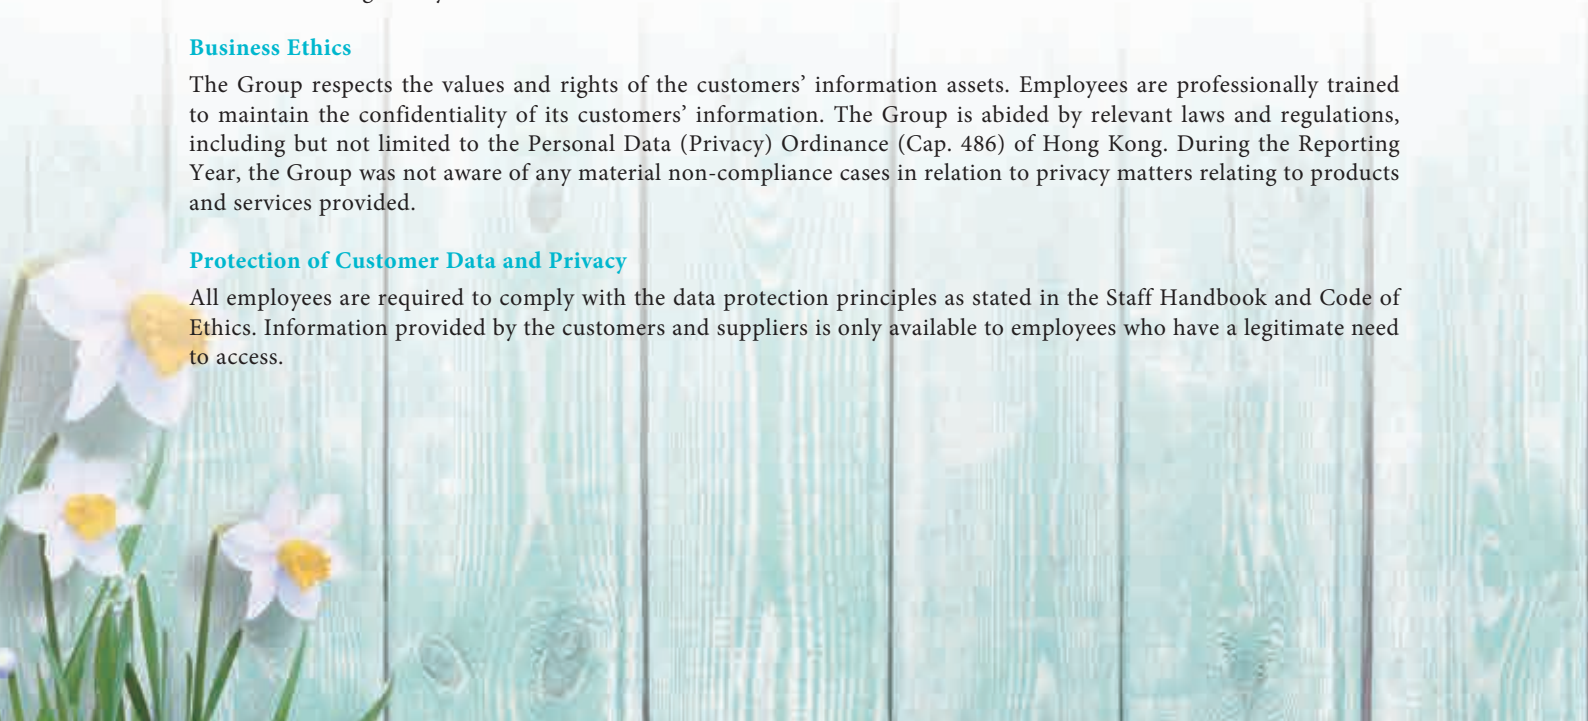 Business Ethics
The Group respects the values and rights of the customers’ information assets. Employees are professionally trained
to maintain the confidentiality of its customers’ information. The Group is abided by relevant laws and regulations,
including but not limited to the Personal Data (Privacy) Ordinance (Cap. 486) of Hong Kong. During the Reporting
Year, the Group was not aware of any material non-compliance cases in relation to privacy matters relating to products
and services provided.
Protection of Customer Data and Privacy
All employees are required to comply with the data protection principles as stated in the Staff Handbook and Code of
Ethics. Information provided by the customers and suppliers is only available to employees who have a legitimate need
to access.